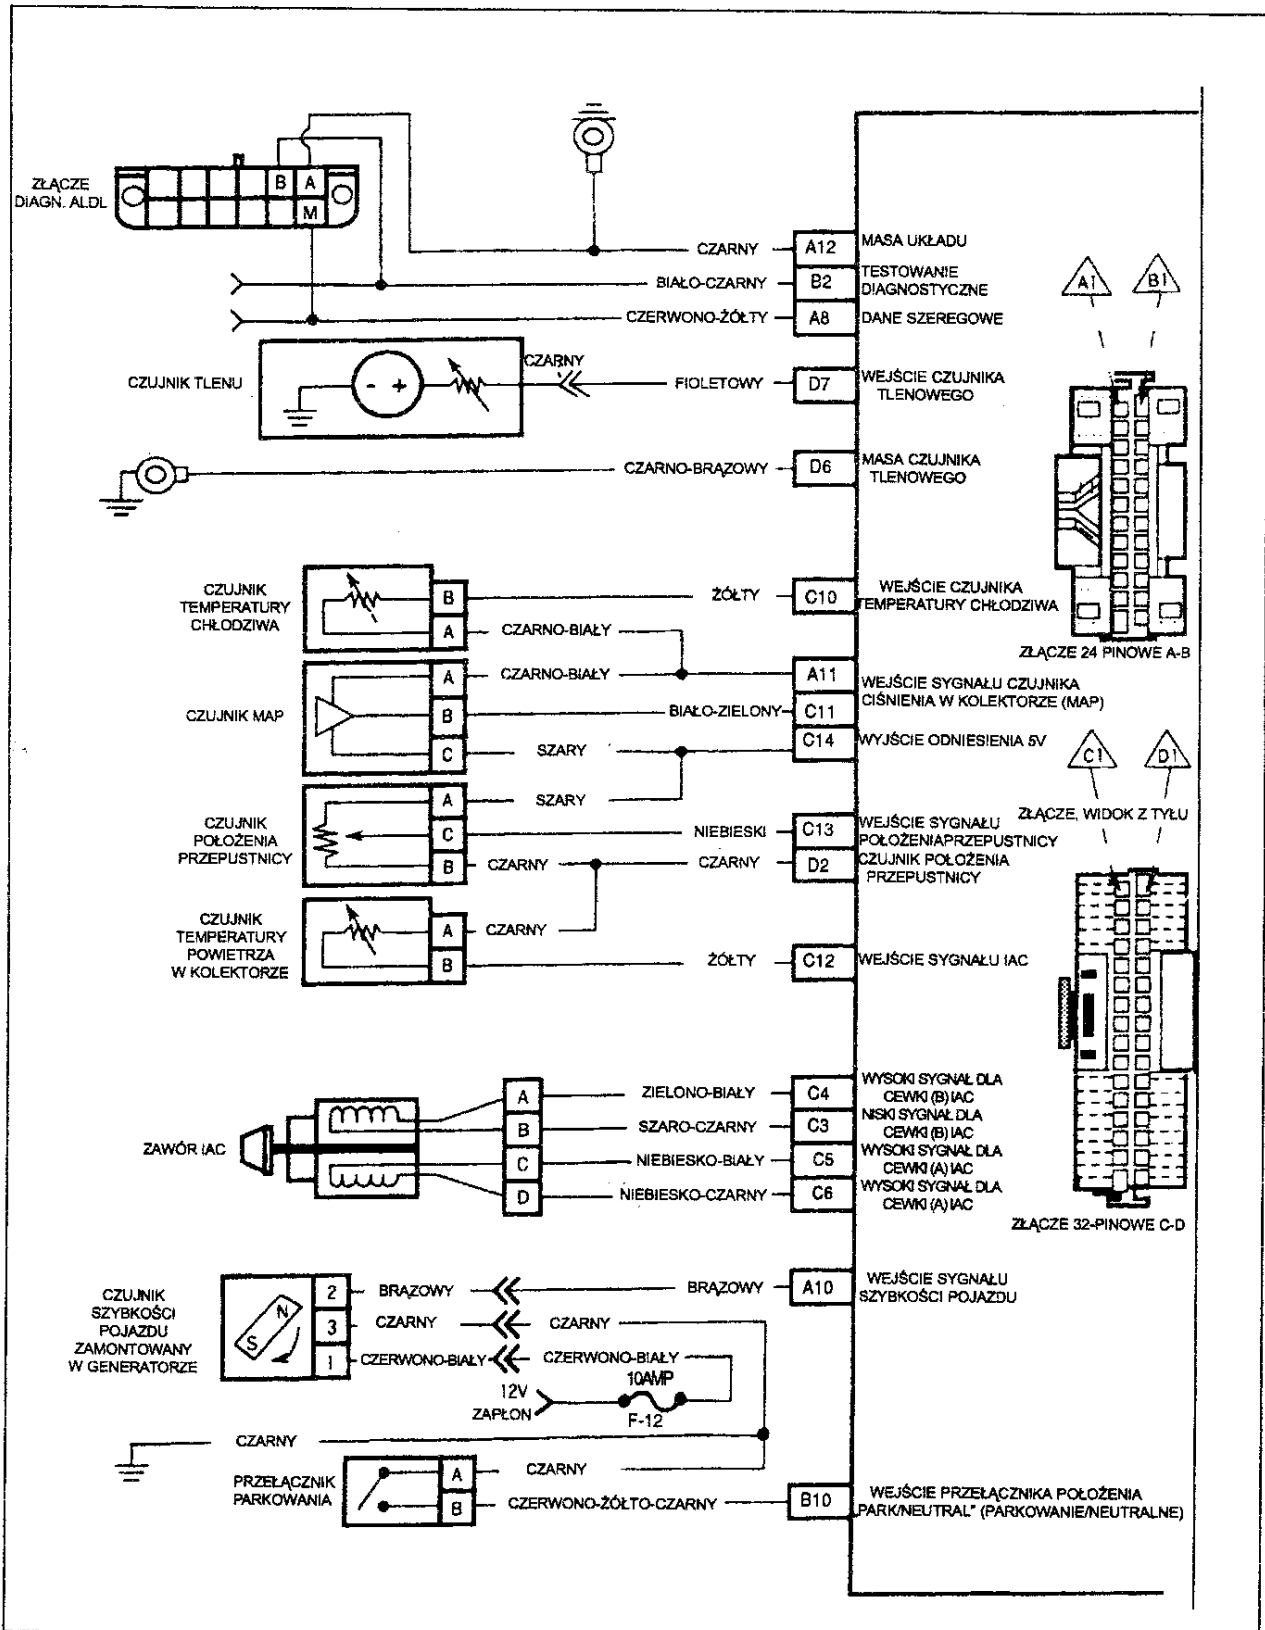 ZŁĄCZE
DIAGN. ALDL
B
A
M
CZARNY
A12
MASA UKŁADU
BIAŁO-CZARNY
B2
TESTOWANIE
DIAGNOSTYCZNE
CZERWONO-ŻÓŁTY
A8
DANE SZEREGOWE
A1
B1
CZUJNIK TLENU
- +
CZARNY
FIOLETOWY
D7
WEJŚCIE CZUJNIKA
TLENOWEGO
CZARNO-BRĄZOWY
D6
MASA CZUJNIKA
TLENOWEGO
CZUJNIK
TEMPERATURY
CHŁODZIWA
B
A
ŻÓŁTY
C10
WEJŚCIE CZUJNIKA
TEMPERATURY CHŁODZIWA
CZARNO-BIAŁY
ZŁĄCZE 24 PINOWE A-B
CZUJNIK MAP
A
B
C
CZARNO-BIAŁY
A11
WEJŚCIE SYGNAŁU CZUJNIKA
CIŚNIENIA W KOLEKTORZE (MAP)
BIAŁO-ZIELONY
C11
SZARY
C14
WYJŚCIE ODNIESIENIA 5V
C1
D1
ZŁĄCZE, WIDOK Z TYŁU
CZUJNIK
POŁOŻENIA
PRZEPUSTNICY
A
C
B
SZARY
NIEBIESKI
C13
WEJŚCIE SYGNAŁU
POŁOŻENIAPRZEPUSTNICY
CZARNY
CZARNY
D2
CZUJNIK POŁOŻENIA
PRZEPUSTNICY
CZUJNIK
TEMPERATURY
POWIETRZA
W KOLEKTORZE
A
B
CZARNY
ŻÓŁTY
C12
WEJŚCIE SYGNAŁU IAC
ZAWÓR IAC
A
B
C
D
ZIELONO-BIAŁY
C4
WYSOKI SYGNAŁ DLA
CEWKI (B) IAC
SZARO-CZARNY
C3
NISKI SYGNAŁ DLA
CEWKI (B) IAC
NIEBIESKO-BIAŁY
C5
WYSOKI SYGNAŁ DLA
CEWKI (A) IAC
NIEBIESKO-CZARNY
C6
WYSOKI SYGNAŁ DLA
CEWKI (A) IAC
ZŁĄCZE 32-PINOWE C-D
CZUJNIK
SZYBKOŚCI
POJAZDU
ZAMONTOWANY
W GENERATORZE
N
S
2
3
1
BRĄZOWY
BRĄZOWY
A10
WEJŚCIE SYGNAŁU
SZYBKOŚCI POJAZDU
CZARNY
CZARNY
CZERWONO-BIAŁY
CZERWONO-BIAŁY
12V
ZAPŁON
10AMP
F-12
CZARNY
PRZEŁĄCZNIK
PARKOWANIA
A
B
CZARNY
CZERWONO-ŻÓŁTO-CZARNY
B10
WEJŚCIE PRZEŁĄCZNIKA POŁOŻENIA
PARK/NEUTRAL" (PARKOWANIE/NEUTRALNE)